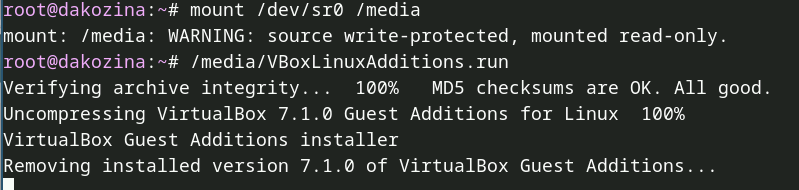 root@dakozina:~# mount /dev/sr0 /media
mount: /media: WARNING: source write-protected, mounted read-only.
root@dakozina:~# /media/VBoxLinuxAdditions.run
Verifying archive integrity...  100%   MD5 checksums are OK. All good.
Uncompressing VirtualBox 7.1.0 Guest Additions for Linux  100%
VirtualBox Guest Additions installer
Removing installed version 7.1.0 of VirtualBox Guest Additions...